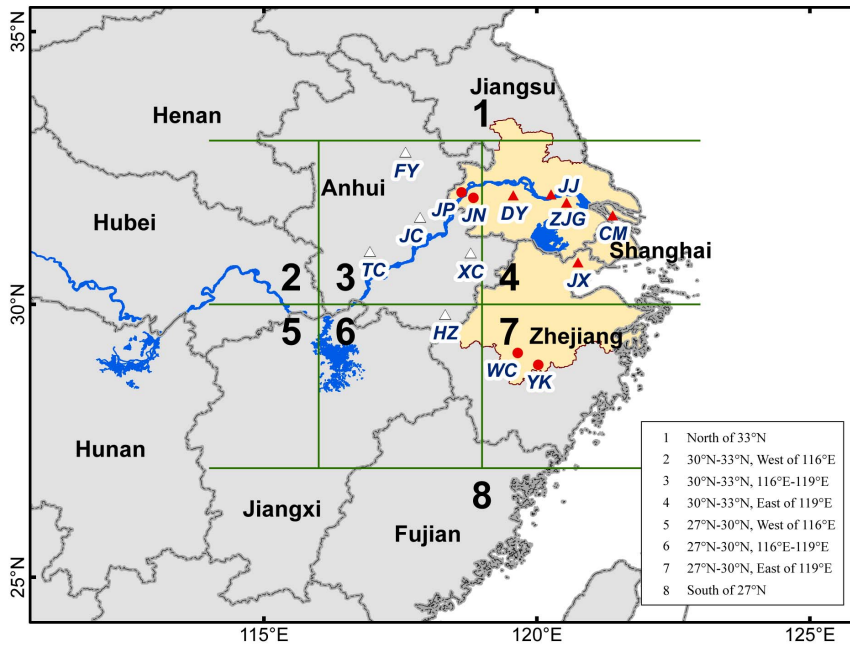 35°N
Jiangsu
1
Henan
FY
Anhui
JJ
JP
JN
DY
ZJG
Hubei
JC
CM
Shanghai
TC
XC
JX
2
3
4
30°N
5
6
7
HZ
Zhejiang
WC
YK
Hunan
1 North of 33°N
2 30°N-33°N, West of 116°E
3 30°N-33°N, 116°E-119°E
4 30°N-33°N, East of 119°E
5 27°N-30°N, West of 116°E
6 27°N-30°N, 116°E-119°E
7 27°N-30°N, East of 119°E
8 South of 27°N
8
Jiangxi
Fujian
25°N
115°E
120°E
125°E